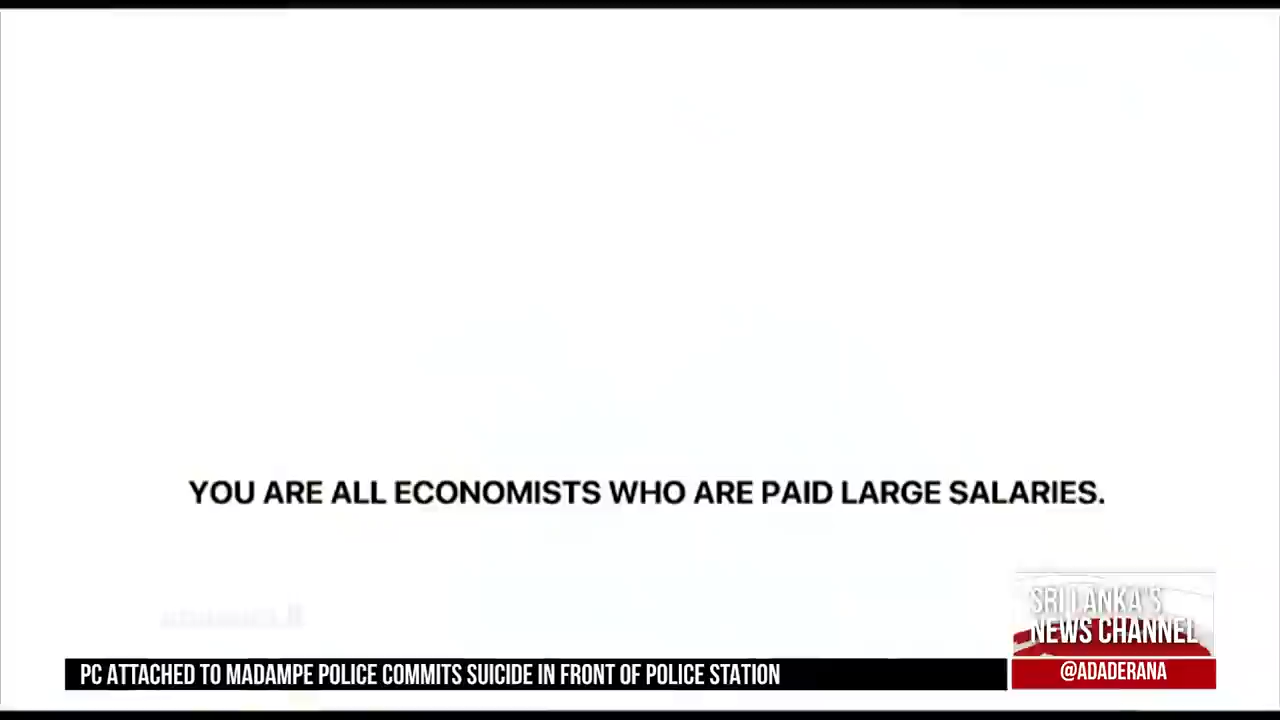 YOU ARE ALL ECONOMISTS WHO ARE PAID LARGE SALARIES.
SRI LANKA'S
NEWS CHANNEL
PC ATTACHED TO MADAMPE POLICE COMMITS SUICIDE IN FRONT OF POLICE STATION
@ADADERANA